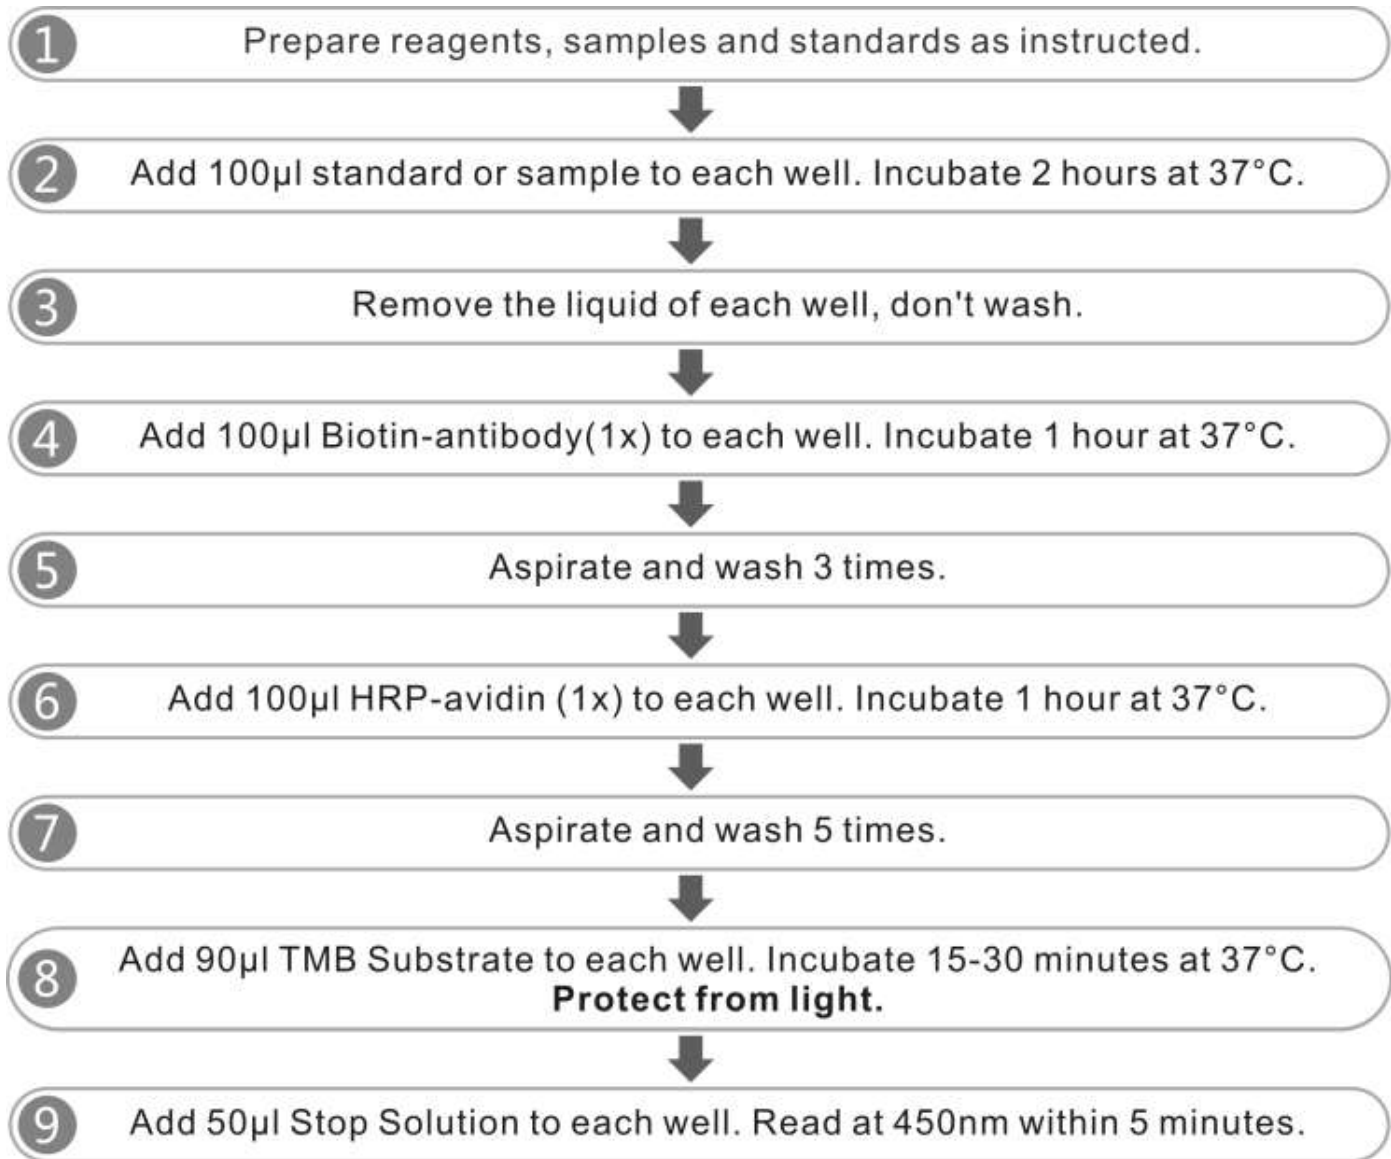 1 Prepare reagents, samples and standards as instructed.
2 Add 100µl standard or sample to each well. Incubate 2 hours at 37°C.
3 Remove the liquid of each well, don't wash.
4 Add 100µl Biotin-antibody(1x) to each well. Incubate 1 hour at 37°C.
5 Aspirate and wash 3 times.
6 Add 100µl HRP-avidin (1x) to each well. Incubate 1 hour at 37°C.
7 Aspirate and wash 5 times.
8 Add 90µl TMB Substrate to each well. Incubate 15-30 minutes at 37°C.
Protect from light.
9 Add 50µl Stop Solution to each well. Read at 450nm within 5 minutes.